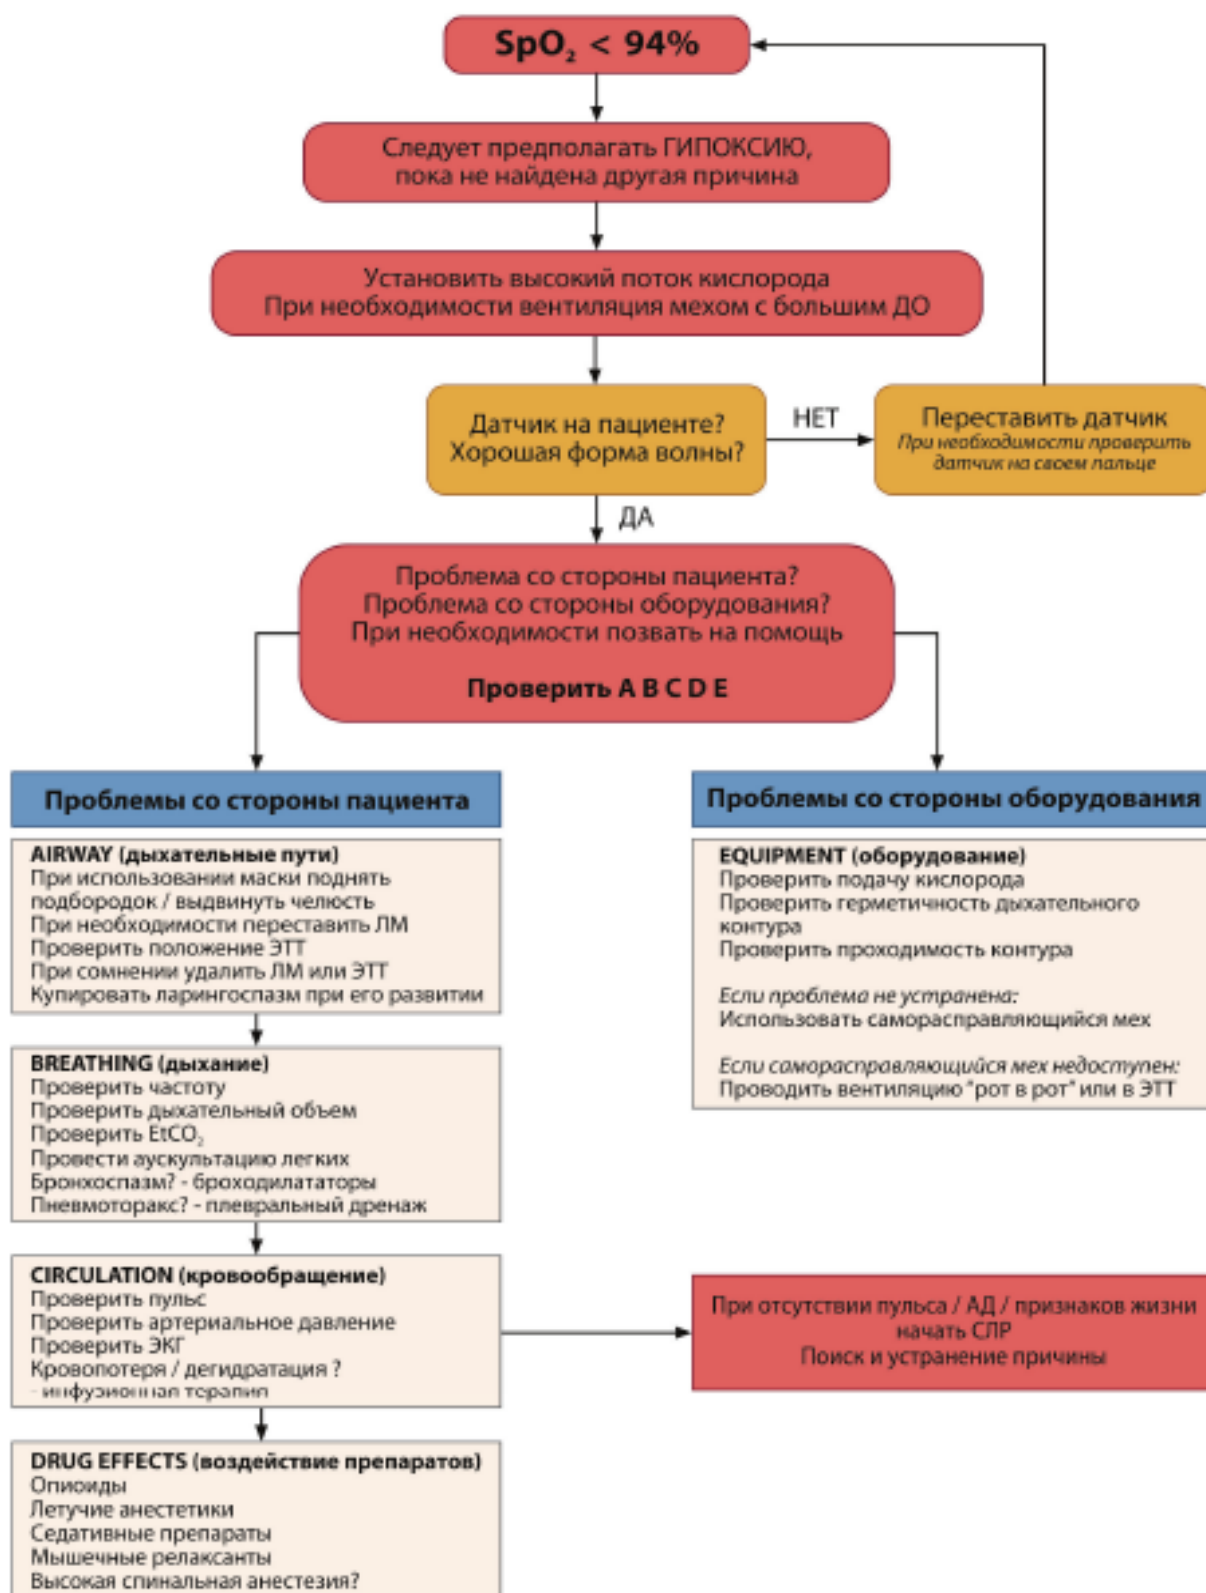 SpO₂ < 94%
Следует предполагать ГИПОКСИЮ,
пока не найдена другая причина
Установить высокий поток кислорода
При необходимости вентиляция мехом с большим ДО
Датчик на пациенте?
Хорошая форма волны?
НЕТ
Переставить датчик
При необходимости проверить
датчик на своем пальце
ДА
Проблема со стороны пациента?
Проблема со стороны оборудования?
При необходимости позвать на помощь
Проверить A B C D E
Проблемы со стороны пациента
AIRWAY (дыхательные пути)
При использовании маски поднять
подбородок / выдвинуть челюсть
При необходимости переставить ЛМ
Проверить положение ЭТТ
При сомнении удалить ЛМ или ЭТТ
Купировать ларингоспазм при его развитии
BREATHING (дыхание)
Проверить частоту
Проверить дыхательный объем
Проверить EtCO₂
Провести аускультацию легких
Бронхоспазм? - броходилататоры
Пневмоторакс? - плевральный дренаж
CIRCULATION (кровообращение)
Проверить пульс
Проверить артериальное давление
Проверить ЭКГ
Кровопотеря / дегидратация ?
- инфузионная терапия
DRUG EFFECTS (воздействие препаратов)
Опиоиды
Летучие анестетики
Седативные препараты
Мышечные релаксанты
Высокая спинальная анестезия?
Проблемы со стороны оборудования
EQUIPMENT (оборудование)
Проверить подачу кислорода
Проверить герметичность дыхательного
контура
Проверить проходимость контура
Если проблема не устранена:
Использовать саморасправляющийся мех
Если саморасправляющийся мех недоступен:
Проводить вентиляцию "рот в рот" или в ЭТТ
При отсутствии пульса / АД / признаков жизни
начать СЛР
Поиск и устранение причины